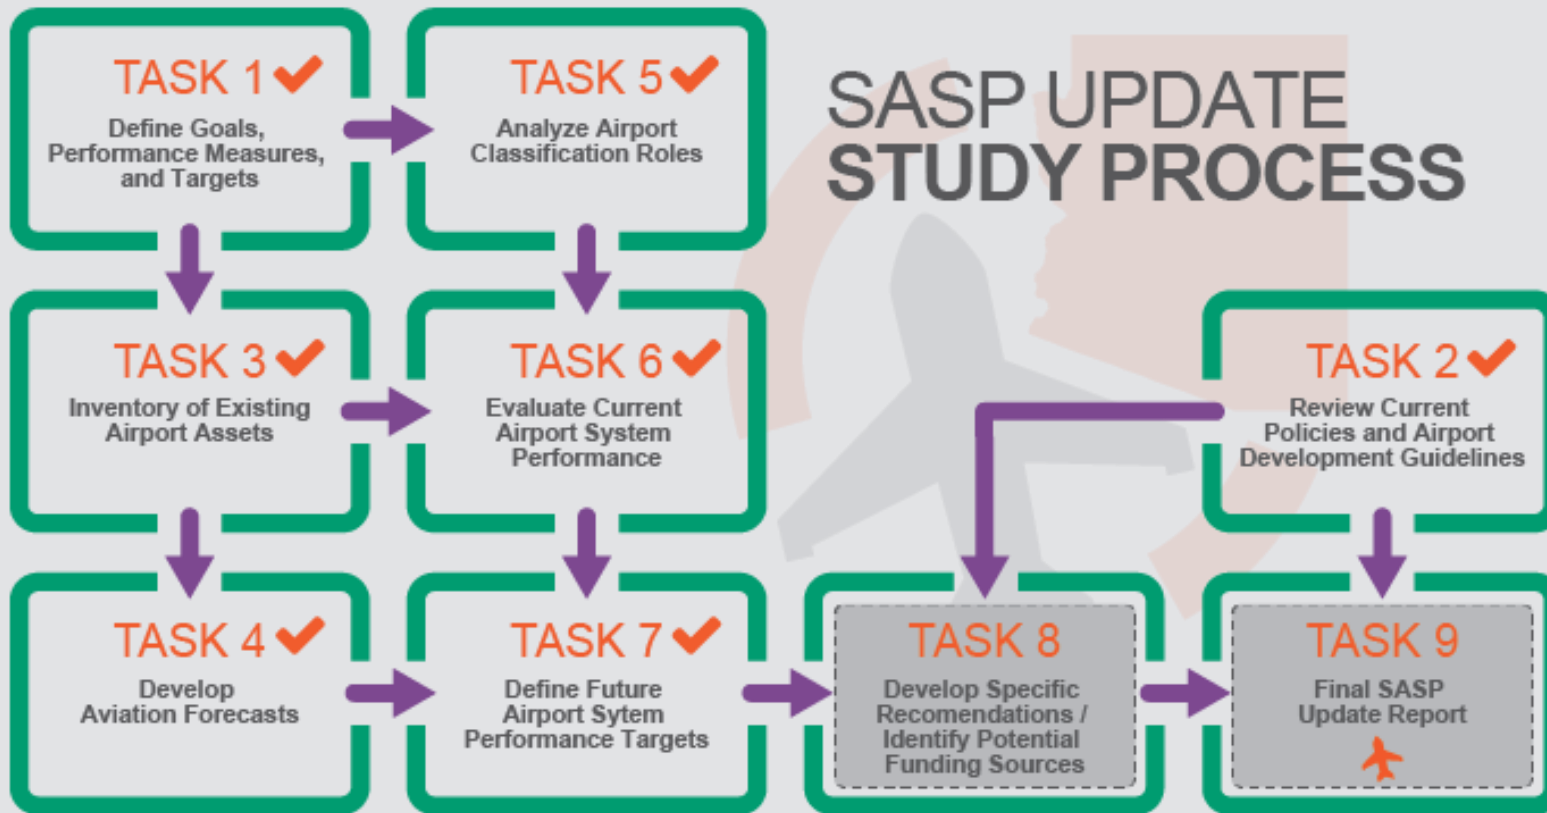 TASK 1
Define Goals,
Performance Measures,
and Targets
TASK 5
Analyze Airport
Classification Roles
SASP UPDATE
STUDY PROCESS
TASK 3
Inventory of Existing
Airport Assets
TASK 6
Evaluate Current
Airport System
Performance
TASK 2
Review Current
Policies and Airport
Development Guidelines
TASK 4
Develop
Aviation Forecasts
TASK 7
Define Future
Airport Sytem
Performance Targets
TASK 8
Develop Specific
Recomendations /
Identify Potential
Funding Sources
TASK 9
Final SASP
Update Report